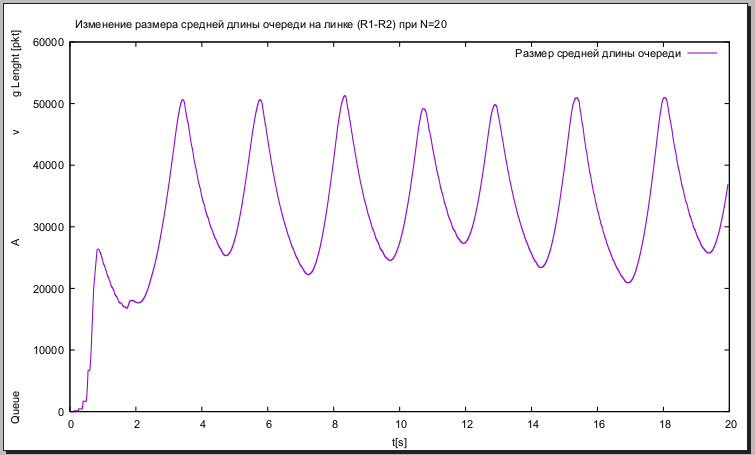 Изменение размера средней длины очереди на линке (R1-R2) при N=20
Размер средней длины очереди
60000
50000
40000
30000
20000
10000
0
Queue A v g Lenght [pkt]
0 2 4 6 8 10 12 14 16 18 20
t[s]